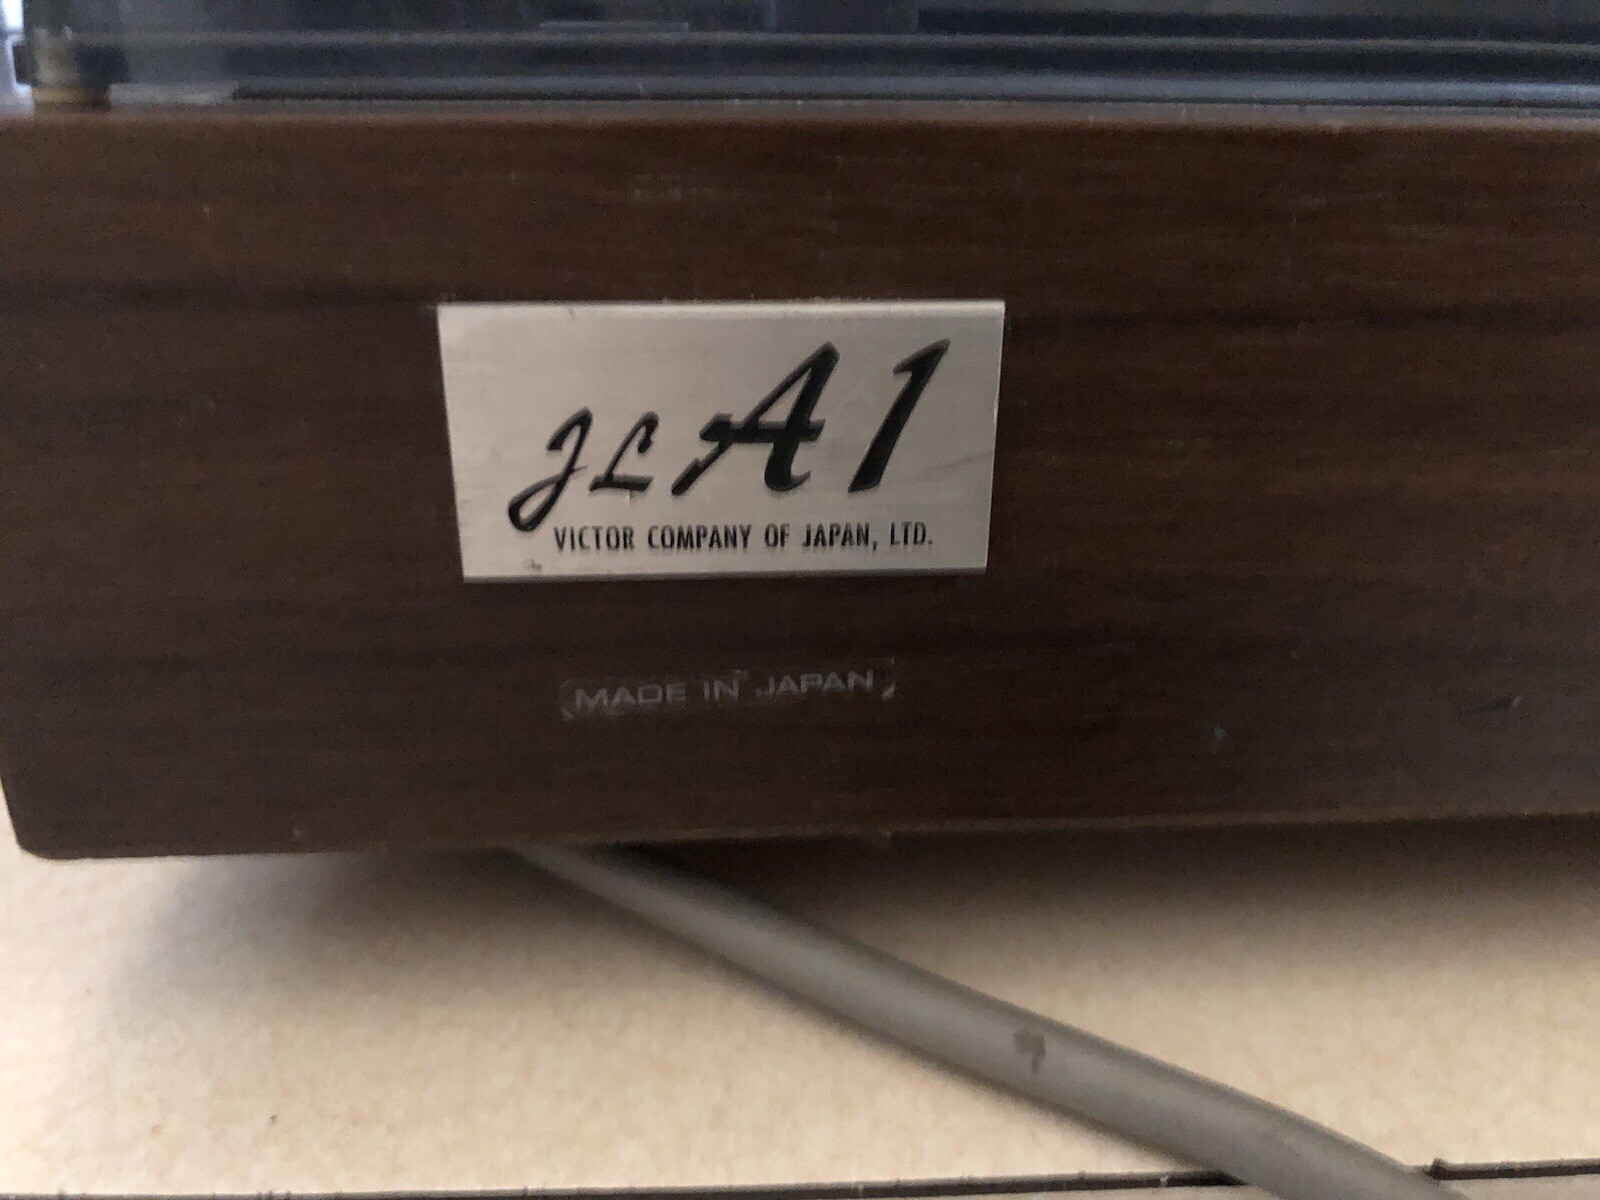 JL A1
VICTOR COMPANY OF JAPAN, LTD.
MADE IN JAPAN